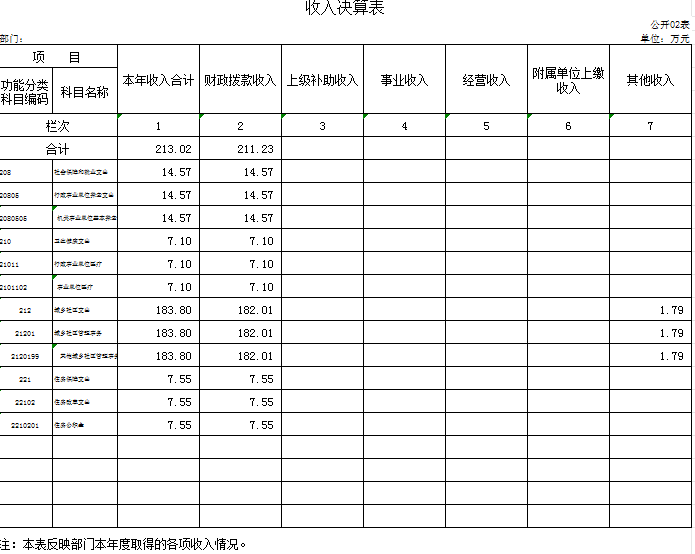 收入决算表
公开02表
部门： 单位：万元
项 目 本年收入合计 财政拨款收入 上级补助收入 事业收入 经营收入 附属单位上缴收入 其他收入
功能分类科目编码 科目名称
栏次 1 2 3 4 5 6 7
合计 213.02 211.23
208 社会保障和就业支出 14.57 14.57
20805 行政事业单位养老支出 14.57 14.57
2080505 机关事业单位基本养老 14.57 14.57
210 卫生健康支出 7.10 7.10
21011 行政事业单位医疗 7.10 7.10
2101102 事业单位医疗 7.10 7.10
212 城乡社区支出 183.80 182.01 1.79
21201 城乡社区管理事务 183.80 182.01 1.79
2120199 其他城乡社区管理事务 183.80 182.01 1.79
221 住房保障支出 7.55 7.55
22102 住房改革支出 7.55 7.55
2210201 住房公积金 7.55 7.55
注：本表反映部门本年度取得的各项收入情况。